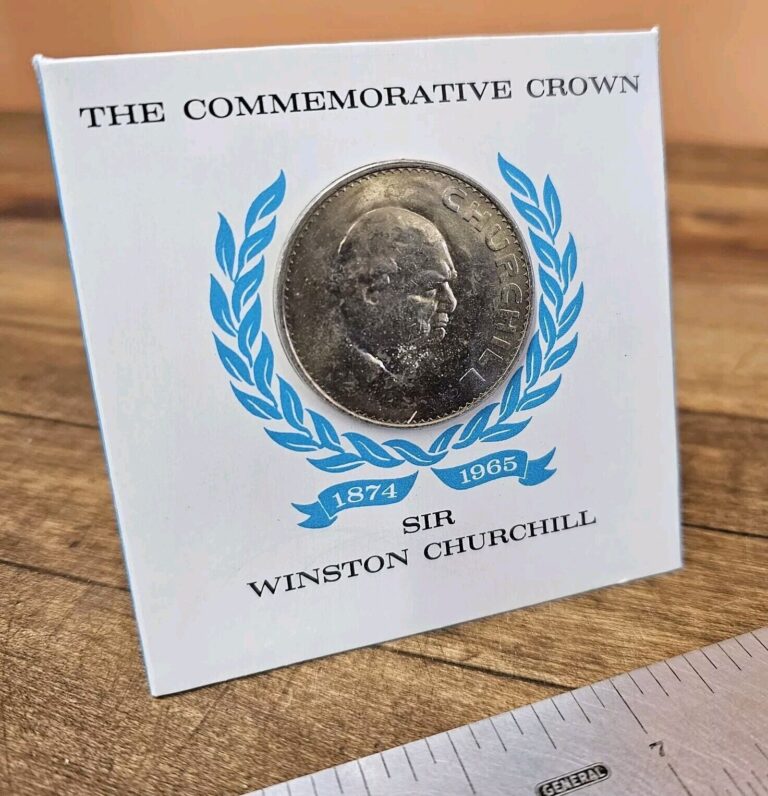 THE COMMEMORATIVE CROWN
CHURCHILL
1874 1965
SIR
WINSTON CHURCHILL
7
GENERAL